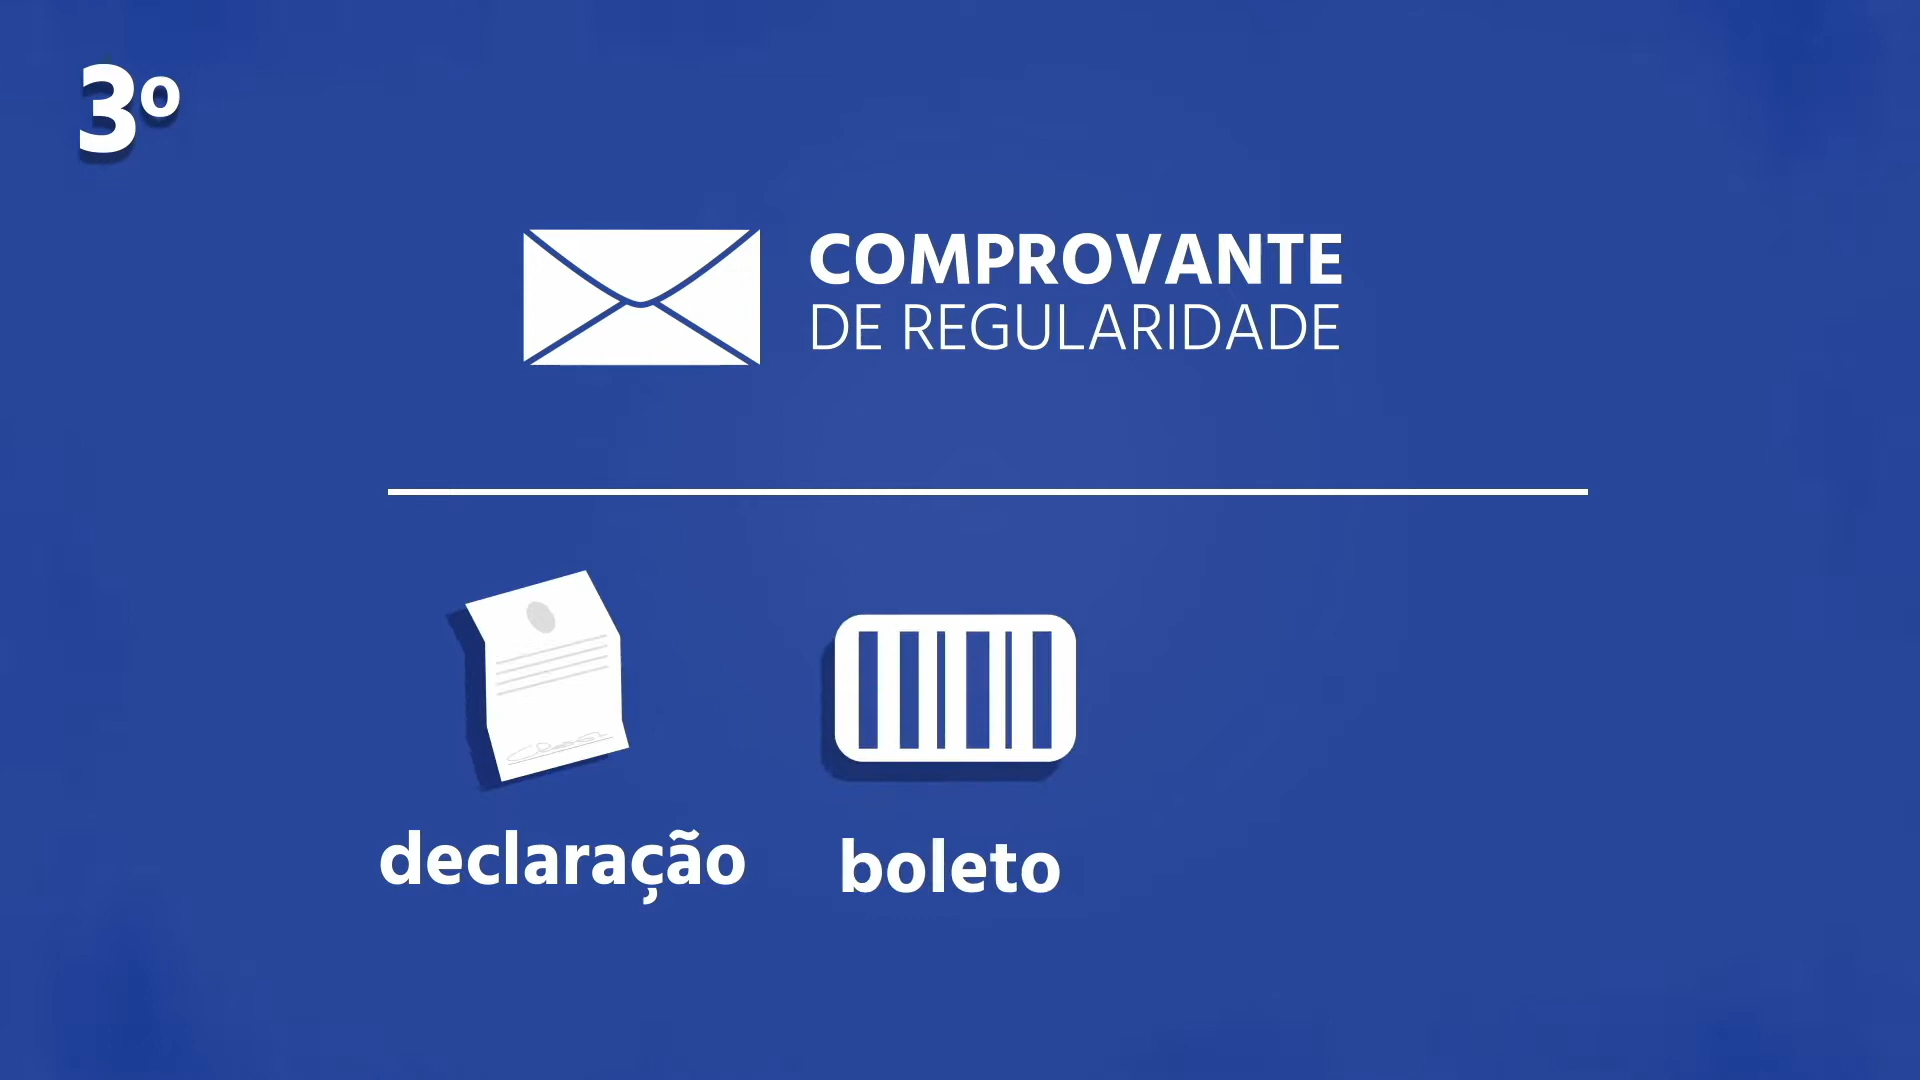 3º
COMPROVANTE
DE REGULARIDADE
declaração
boleto